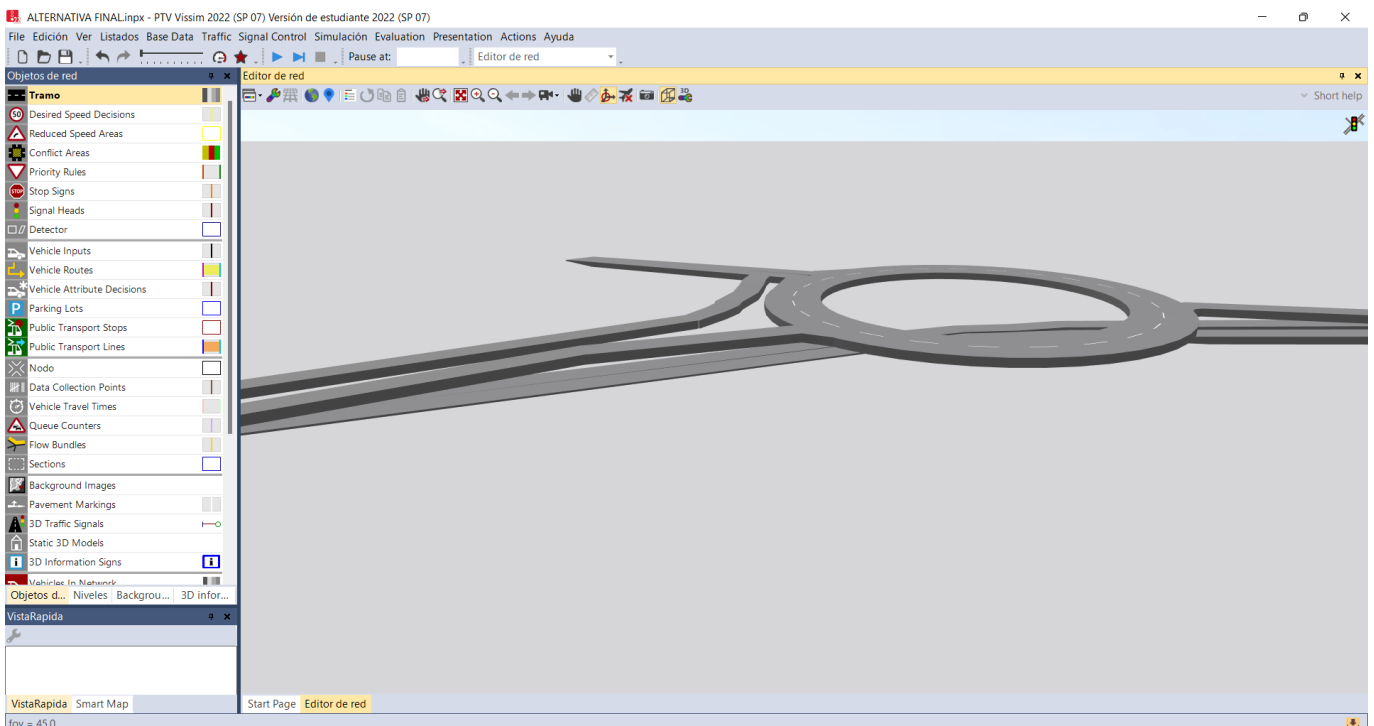 ALTERNATIVA FINAL.inpx - PTV Vissim 2022 (SP 07) Versión de estudiante 2022 (SP 07)
File Edición Ver Listados Base Data Traffic Signal Control Simulación Evaluation Presentation Actions Ayuda
Pause at: Editor de red
Objetos de red
Editor de red
Short help
Tramo
50 Desired Speed Decisions
Reduced Speed Areas
Conflict Areas
Priority Rules
STOP Stop Signs
Signal Heads
Detector
Vehicle Inputs
Vehicle Routes
Vehicle Attribute Decisions
P Parking Lots
Public Transport Stops
Public Transport Lines
Nodo
Data Collection Points
Vehicle Travel Times
Queue Counters
Flow Bundles
Sections
Background Images
Pavement Markings
3D Traffic Signals
Static 3D Models
i 3D Information Signs i
Vehicles In Network
Objetos d... Niveles Backgrou... 3D infor...
VistaRapida
VistaRapida Smart Map
Start Page Editor de red
fov = 45.0